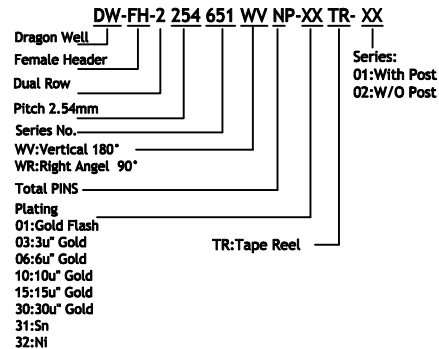 DW-FH-2 254 651 WV NP-XX TR- XX
Dragon Well
Female Header
Dual Row
Pitch 2.54mm
Series No.
WV:Vertical 180°
WR:Right Angel 90°
Total PINS
Plating
01:Gold Flash
03:3u" Gold
06:6u" Gold
10:10u" Gold
15:15u" Gold
30:30u" Gold
31:Sn
32:Ni
TR:Tape Reel
Series:
01:With Post
02:W/O Post